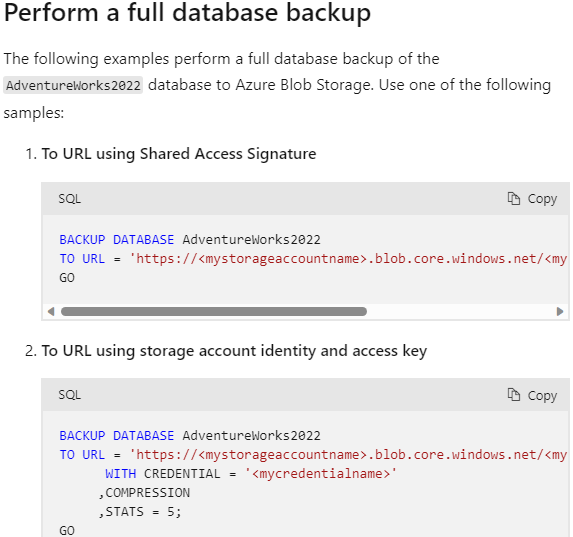 Perform a full database backup
The following examples perform a full database backup of the
AdventureWorks2022 database to Azure Blob Storage. Use one of the following
samples:
1. To URL using Shared Access Signature
SQL Copy
BACKUP DATABASE AdventureWorks2022
TO URL = 'https://<mystorageaccountname>.blob.core.windows.net/<my
GO
2. To URL using storage account identity and access key
SQL Copy
BACKUP DATABASE AdventureWorks2022
TO URL = 'https://<mystorageaccountname>.blob.core.windows.net/<my
WITH CREDENTIAL = '<mycredentialname>'
,COMPRESSION
,STATS = 5;
GO